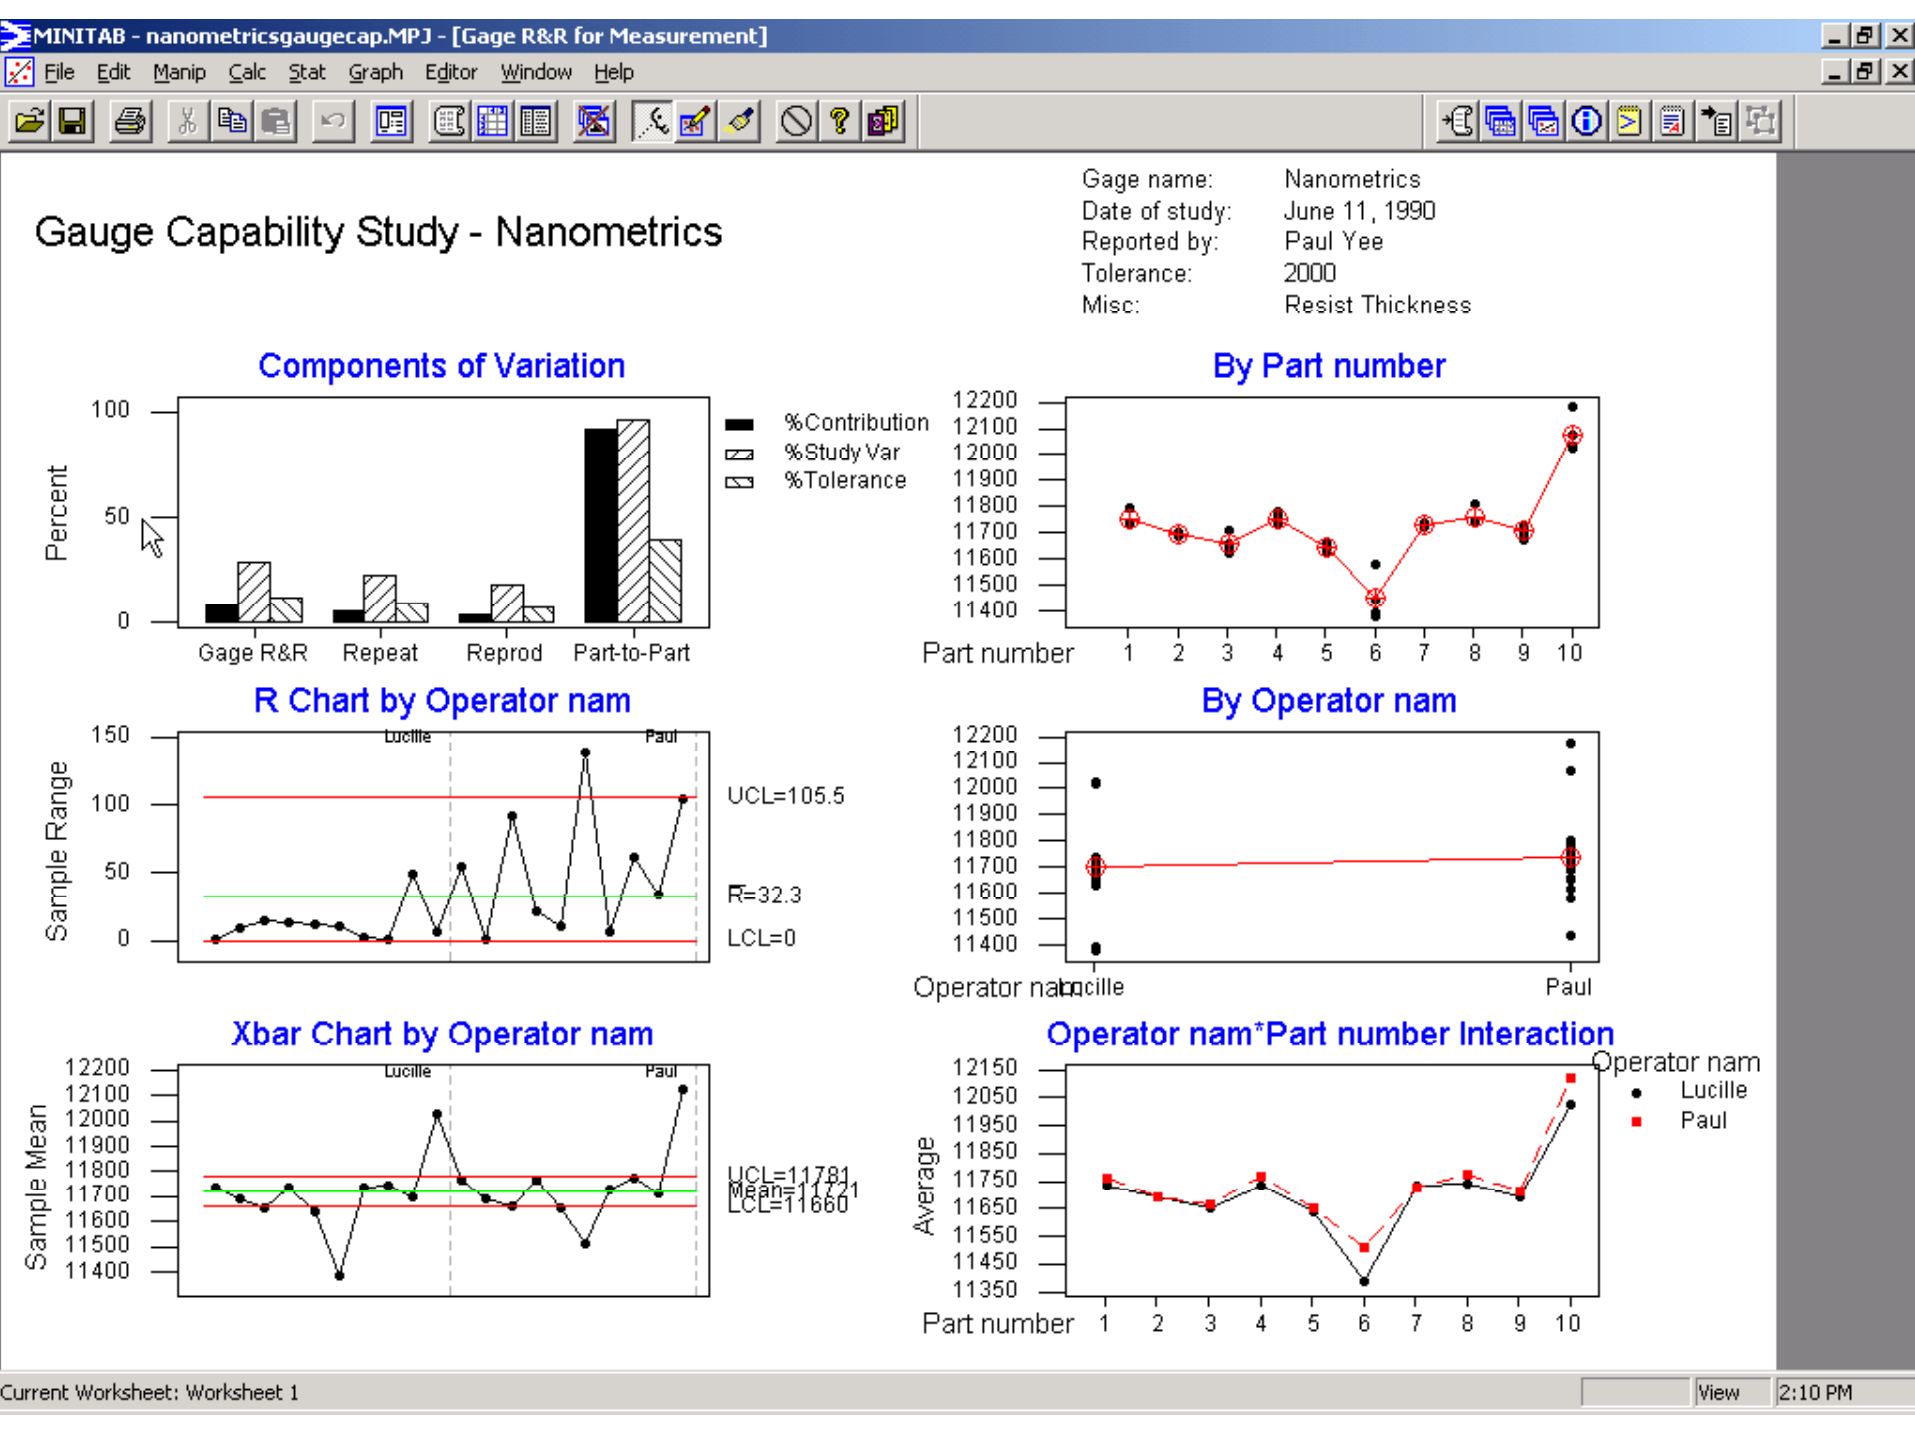 MINITAB - nanometricsgaugecap.MPJ - [Gage R&R for Measurement]
File Edit Manip Calc Stat Graph Editor Window Help
Gauge Capability Study - Nanometrics
Gage name: Nanometrics
Date of study: June 11, 1990
Reported by: Paul Yee
Tolerance: 2000
Misc: Resist Thickness
Components of Variation
Percent
100
50
0
Gage R&R Repeat Reprod Part-to-Part
%Contribution
%Study Var
%Tolerance
By Part number
12200
12100
12000
11900
11800
11700
11600
11500
11400
Part number 1 2 3 4 5 6 7 8 9 10
R Chart by Operator nam
Sample Range
150
100
50
0
Lucille Paul
UCL=105.5
R=32.3
LCL=0
By Operator nam
12200
12100
12000
11900
11800
11700
11600
11500
11400
Operator nam Lucille Paul
Xbar Chart by Operator nam
Sample Mean
12200
12100
12000
11900
11800
11700
11600
11500
11400
Lucille Paul
UCL=11781
Mean=11721
LCL=11660
Operator nam*Part number Interaction
Average
12150
12050
11950
11850
11750
11650
11550
11450
11350
Part number 1 2 3 4 5 6 7 8 9 10
Operator nam
Lucille
Paul
Current Worksheet: Worksheet 1
View 2:10 PM